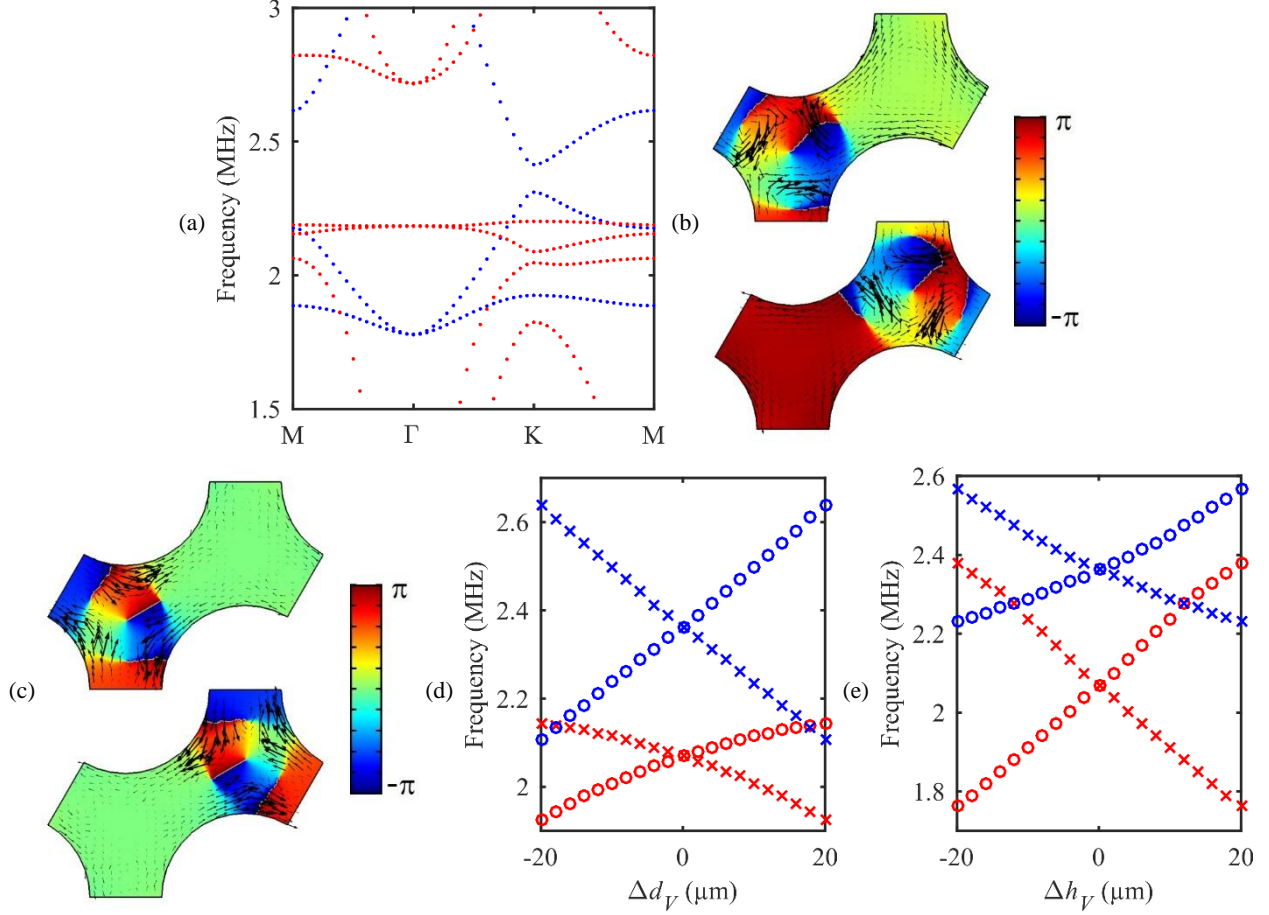 (a)
Frequency (MHz)
3
2.5
2
1.5
M Γ K M
(b)
π
-π
(c)
π
-π
(d)
Frequency (MHz)
2.6
2.4
2.2
2
-20 0 20
Δd_V (μm)
(e)
Frequency (MHz)
2.6
2.4
2.2
2
1.8
-20 0 20
Δh_V (μm)